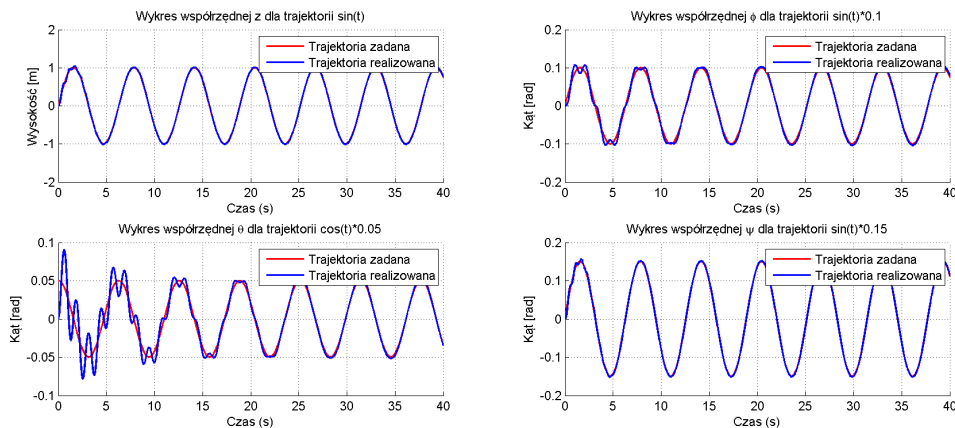 Wykres współrzędnej z dla trajektorii sin(t)
2
1
0
-1
-2
Wysokość [m]
0 5 10 15 20 25 30 35 40
Czas (s)
Trajektoria zadana
Trajektoria realizowana
Wykres współrzędnej ϕ dla trajektorii sin(t)*0.1
0.2
0.1
0
-0.1
-0.2
Kąt [rad]
0 5 10 15 20 25 30 35 40
Czas (s)
Trajektoria zadana
Trajektoria realizowana
Wykres współrzędnej θ dla trajektorii cos(t)*0.05
0.1
0.05
0
-0.05
-0.1
Kąt [rad]
0 5 10 15 20 25 30 35 40
Czas (s)
Trajektoria zadana
Trajektoria realizowana
Wykres współrzędnej ψ dla trajektorii sin(t)*0.15
0.2
0.1
0
-0.1
-0.2
Kąt [rad]
0 5 10 15 20 25 30 35 40
Czas (s)
Trajektoria zadana
Trajektoria realizowana